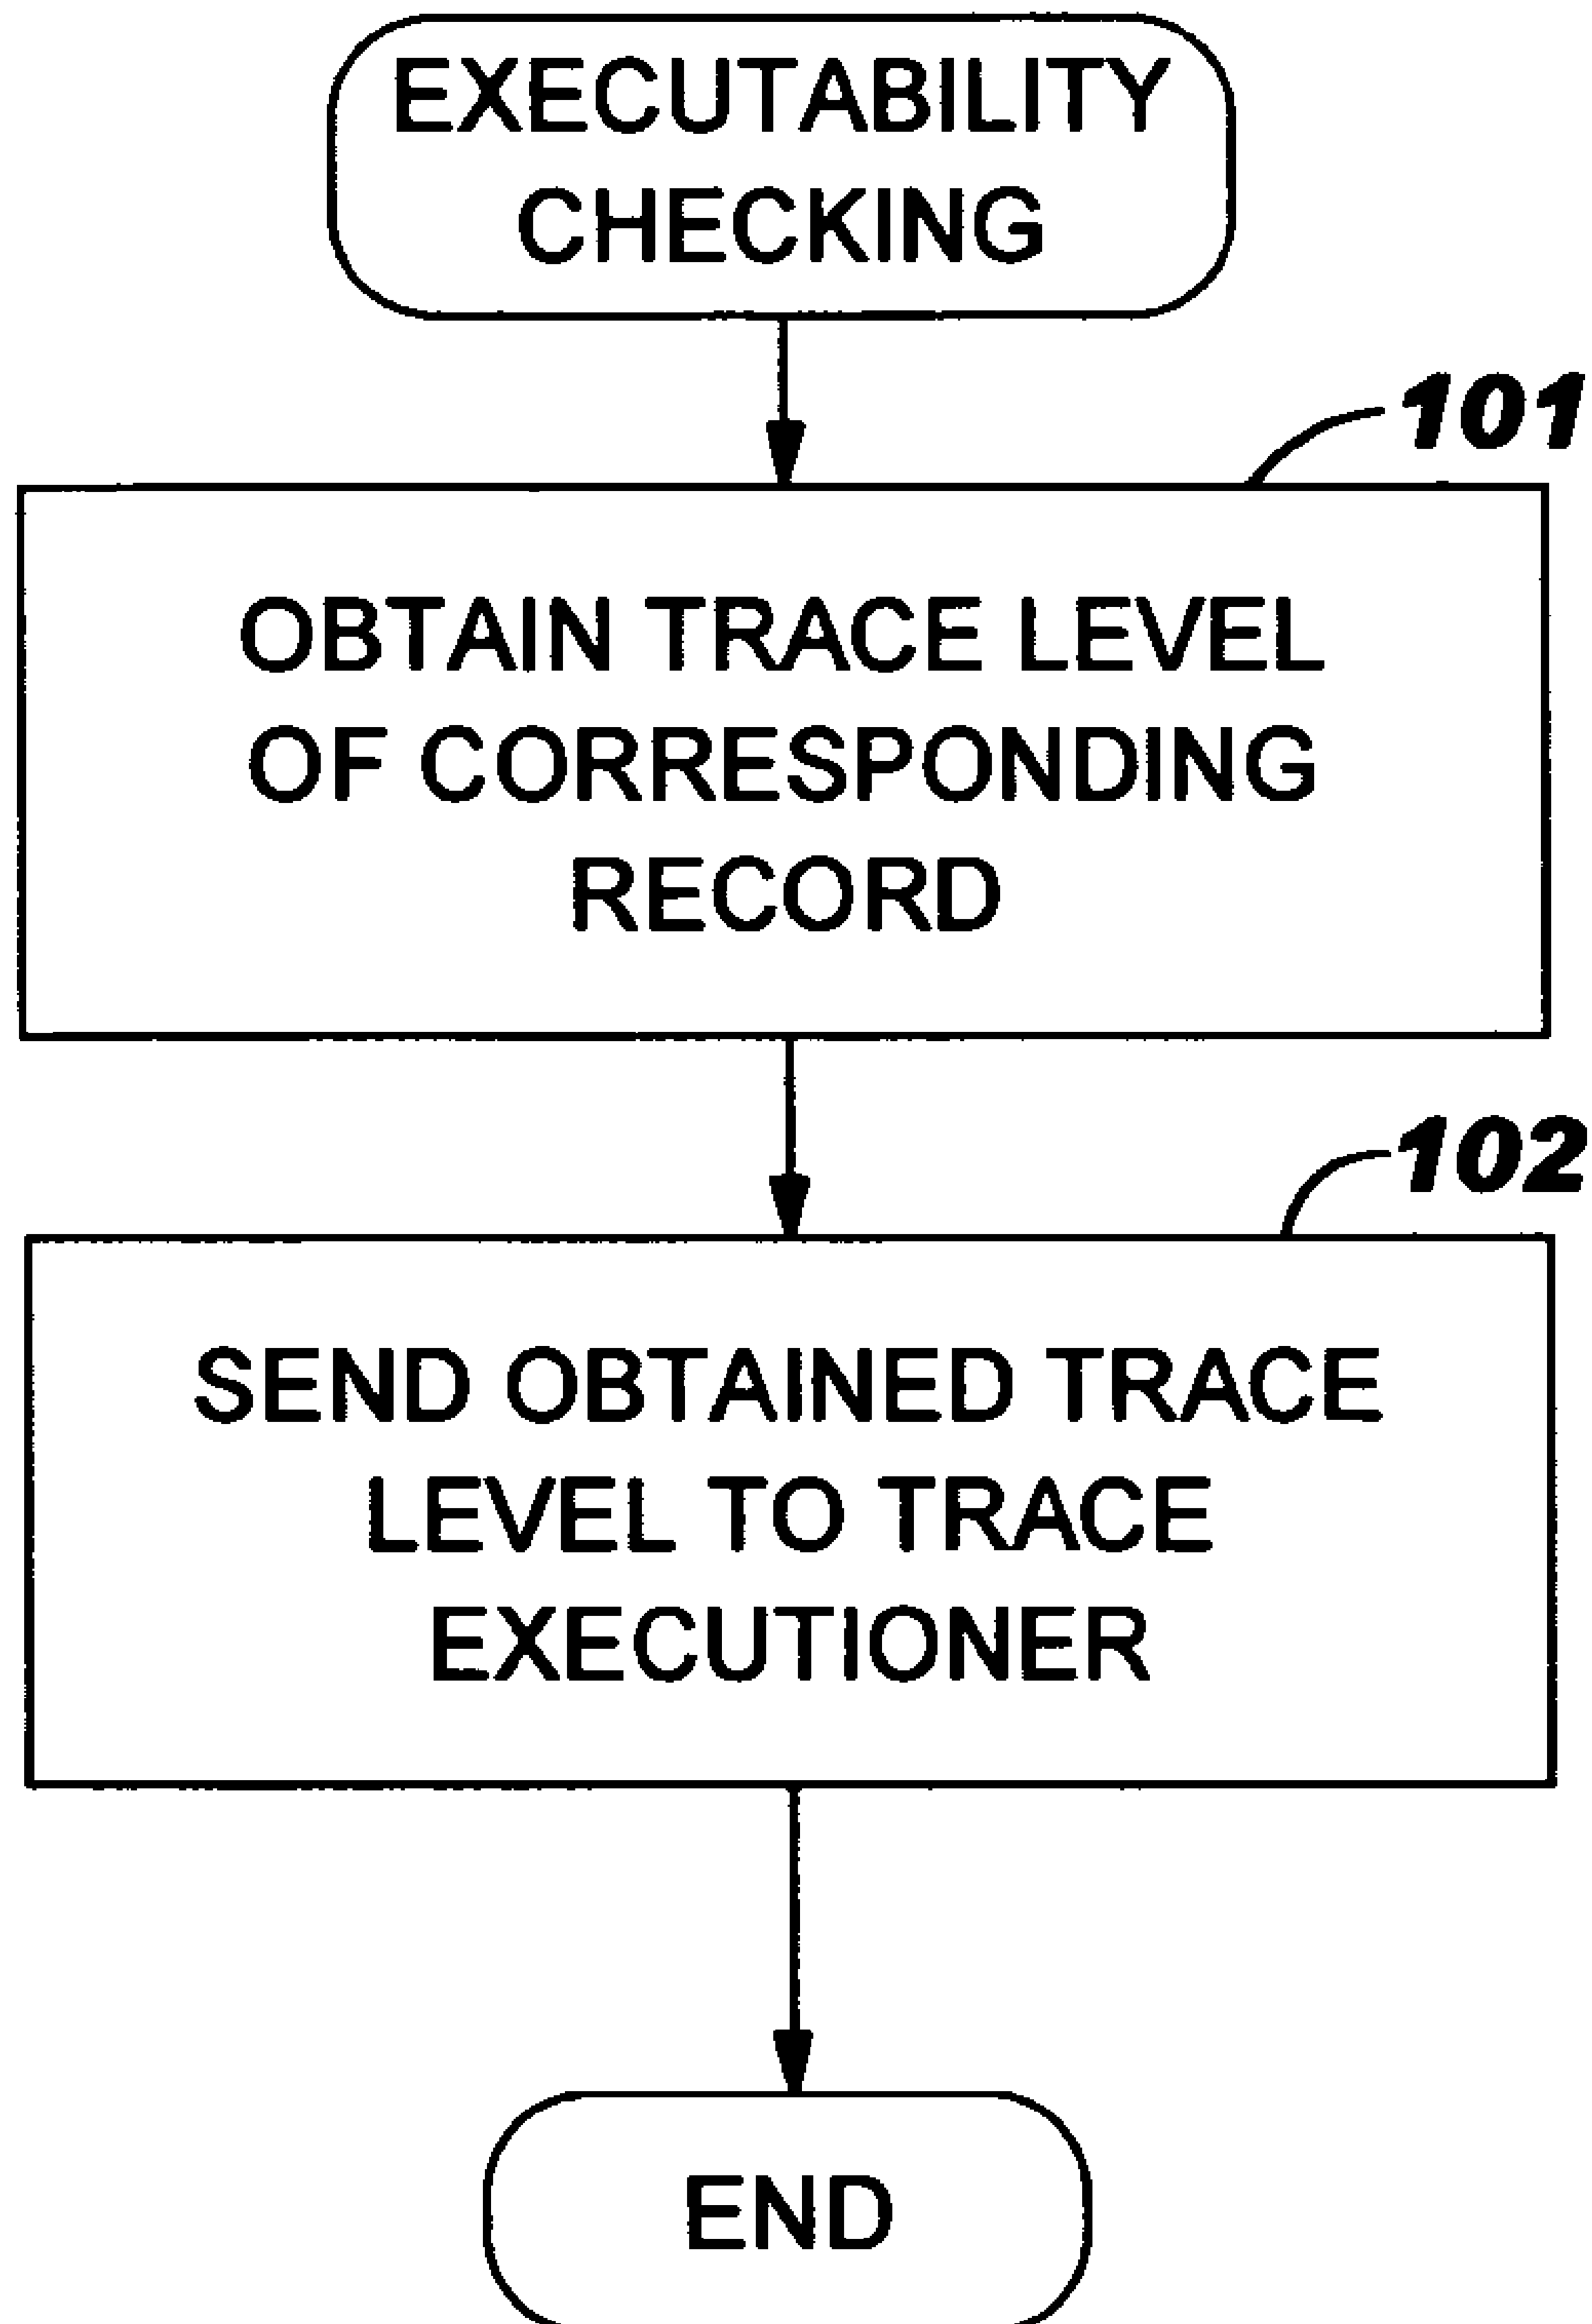 EXECUTABILITY
CHECKING
101
OBTAIN TRACE LEVEL
OF CORRESPONDING
RECORD
102
SEND OBTAINED TRACE
LEVEL TO TRACE
EXECUTIONER
END